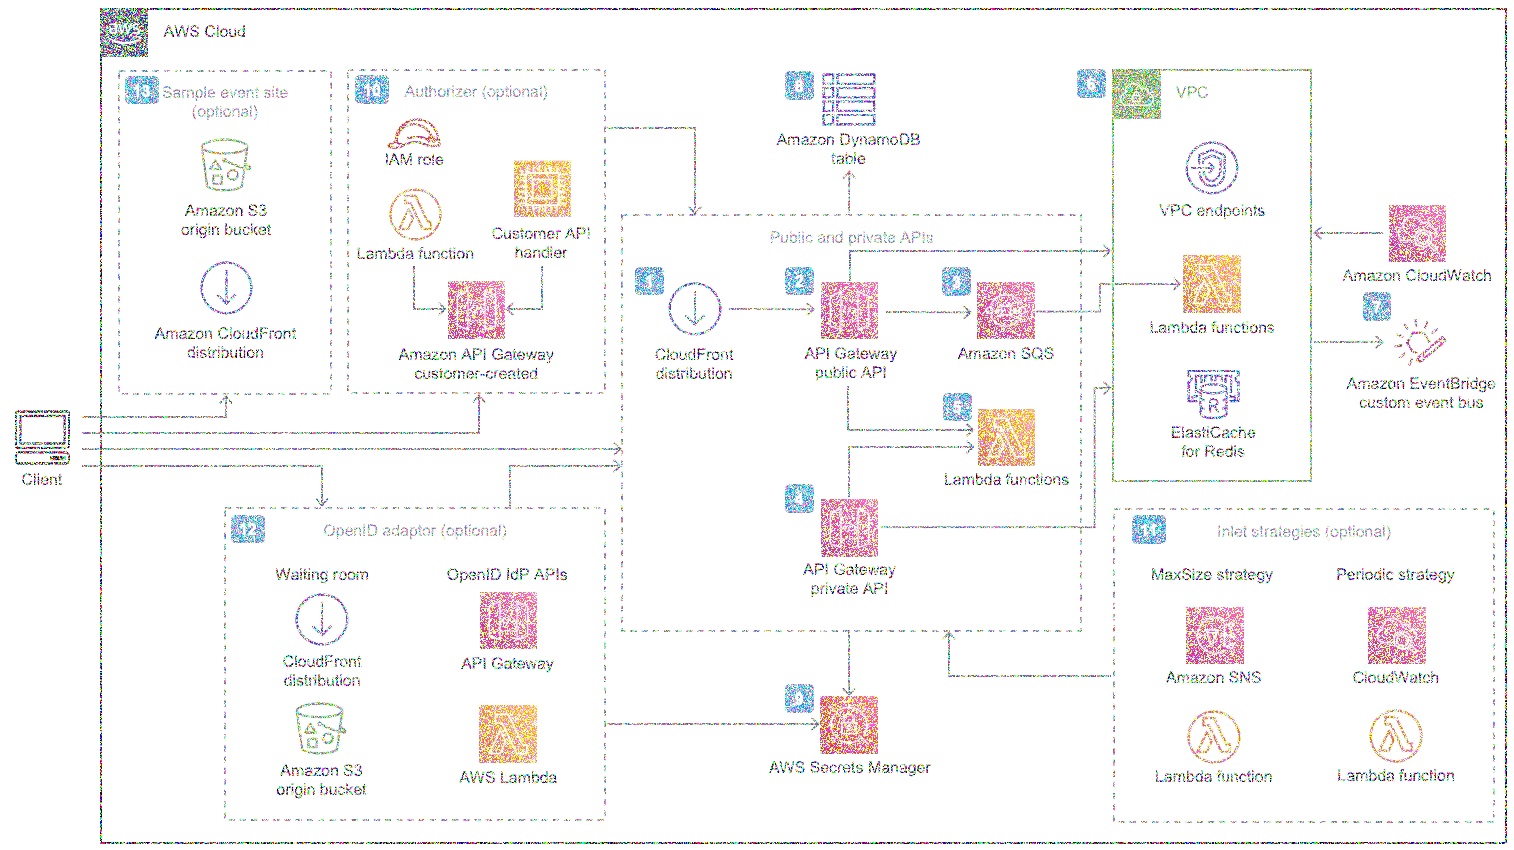 aws
AWS Cloud
13
Sample event site
(optional)
Amazon S3
origin bucket
Amazon CloudFront
distribution
10
Authorizer (optional)
IAM role
Lambda function
Customer API
handler
Amazon API Gateway
customer-created
8
Amazon DynamoDB
table
6
VPC
VPC endpoints
Lambda functions
R
ElastiCache
for Redis
Amazon CloudWatch
7
Amazon EventBridge
custom event bus
Public and private APIs
1
CloudFront
distribution
2
API Gateway
public API
3
Amazon SQS
5
Lambda functions
4
API Gateway
private API
Client
12
OpenID adaptor (optional)
Waiting room
CloudFront
distribution
Amazon S3
origin bucket
OpenID IdP APIs
API Gateway
AWS Lambda
9
AWS Secrets Manager
11
Inlet strategies (optional)
MaxSize strategy
Amazon SNS
Lambda function
Periodic strategy
CloudWatch
Lambda function